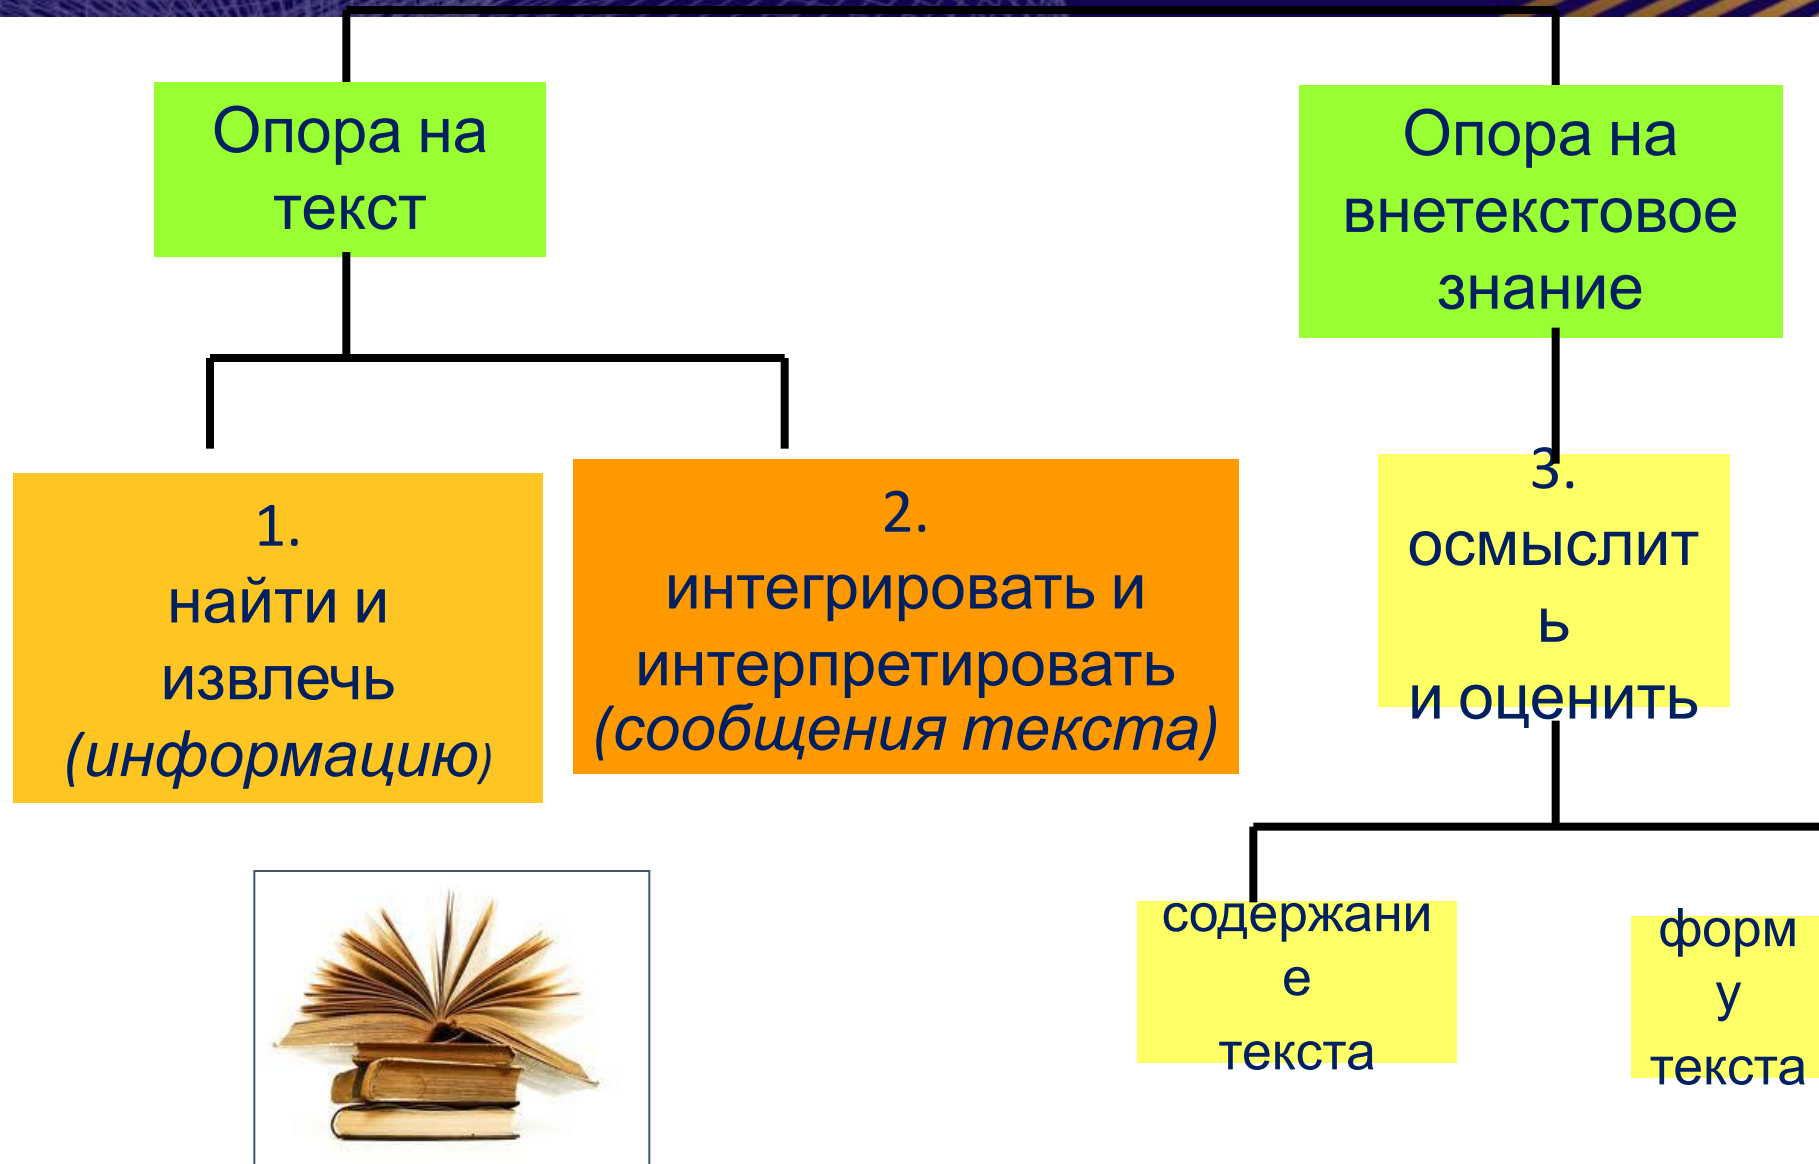 Опора на
текст
Опора на
внетекстовое
знание
1.
найти и
извлечь
(информацию)
2.
интегрировать и
интерпретировать
(сообщения текста)
3.
осмыслит
ь
и оценить
содержани
е
текста
форм
у
текста